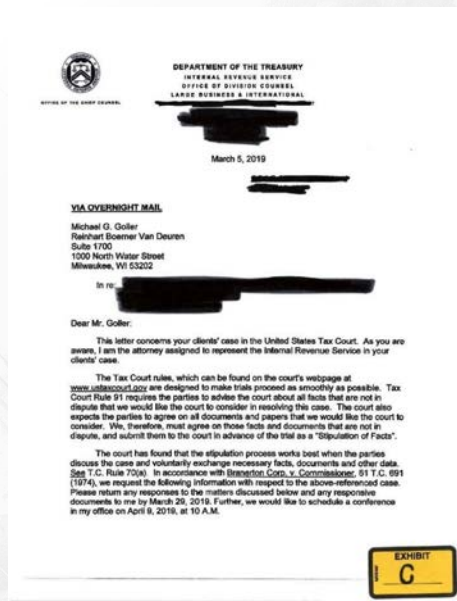 DEPARTMENT OF THE TREASURY
INTERNAL REVENUE SERVICE
OFFICE OF DIVISION COUNSEL
LARGE BUSINESS & INTERNATIONAL
OFFICE OF THE CHIEF COUNSEL
March 5, 2019
VIA OVERNIGHT MAIL
Michael G. Goller
Reinhart Boerner Van Deuren
Suite 1700
1000 North Water Street
Milwaukee, WI 53202
In re:
Dear Mr. Goller:
This letter concerns your clients' case in the United States Tax Court. As you are
aware, I am the attorney assigned to represent the Internal Revenue Service in your
clients' case.
The Tax Court rules, which can be found on the court's webpage at
www.ustaxcourt.gov are designed to make trials proceed as smoothly as possible. Tax
Court Rule 91 requires the parties to advise the court about all facts that are not in
dispute that we would like the court to consider in resolving this case. The court also
expects the parties to agree on all documents and papers that we would like the court to
consider. We, therefore, must agree on those facts and documents that are not in
dispute, and submit them to the court in advance of the trial as a "Stipulation of Facts".
The court has found that the stipulation process works best when the parties
discuss the case and voluntarily exchange necessary facts, documents and other data.
See T.C. Rule 70(a). In accordance with Branerton Corp. v. Commissioner, 61 T.C. 691
(1974), we request the following information with respect to the above-referenced case.
Please return any responses to the matters discussed below and any responsive
documents to me by March 29, 2019. Further, we would like to schedule a conference
in my office on April 9, 2019, at 10 A.M.
EXHIBIT
C